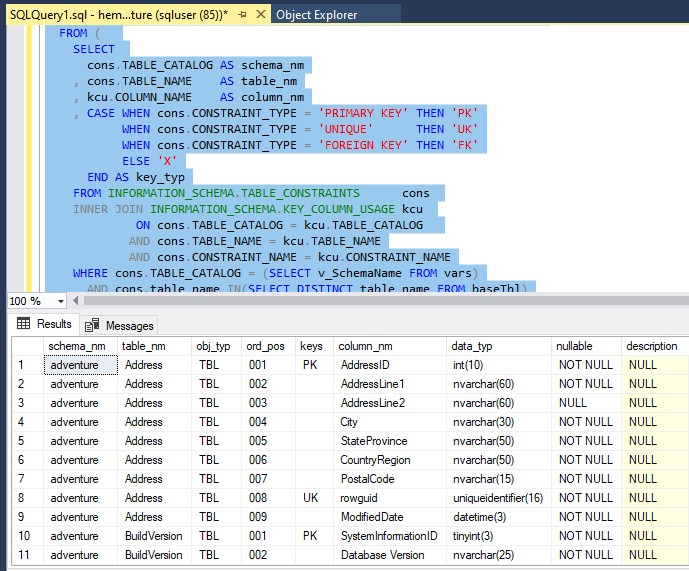 SQLQuery1.sql - hem...ture (sqluser (85))* Object Explorer
FROM (
SELECT
cons.TABLE_CATALOG AS schema_nm
, cons.TABLE_NAME AS table_nm
, kcu.COLUMN_NAME AS column_nm
, CASE WHEN cons.CONSTRAINT_TYPE = 'PRIMARY KEY' THEN 'PK'
WHEN cons.CONSTRAINT_TYPE = 'UNIQUE' THEN 'UK'
WHEN cons.CONSTRAINT_TYPE = 'FOREIGN KEY' THEN 'FK'
ELSE 'X'
END AS key_typ
FROM INFORMATION_SCHEMA.TABLE_CONSTRAINTS cons
INNER JOIN INFORMATION_SCHEMA.KEY_COLUMN_USAGE kcu
ON cons.TABLE_CATALOG = kcu.TABLE_CATALOG
AND cons.TABLE_NAME = kcu.TABLE_NAME
AND cons.CONSTRAINT_NAME = kcu.CONSTRAINT_NAME
WHERE cons.TABLE_CATALOG = (SELECT v_SchemaName FROM vars)
AND cons.table_name IN(SELECT DISTINCT table_name FROM baseTbl)
100 %
Results Messages
schema_nm table_nm obj_typ ord_pos keys column_nm data_typ nullable description
1 adventure Address TBL 001 PK AddressID int(10) NOT NULL NULL
2 adventure Address TBL 002 AddressLine1 nvarchar(60) NOT NULL NULL
3 adventure Address TBL 003 AddressLine2 nvarchar(60) NULL NULL
4 adventure Address TBL 004 City nvarchar(30) NOT NULL NULL
5 adventure Address TBL 005 StateProvince nvarchar(50) NOT NULL NULL
6 adventure Address TBL 006 CountryRegion nvarchar(50) NOT NULL NULL
7 adventure Address TBL 007 PostalCode nvarchar(15) NOT NULL NULL
8 adventure Address TBL 008 UK rowguid uniqueidentifier(16) NOT NULL NULL
9 adventure Address TBL 009 ModifiedDate datetime(3) NOT NULL NULL
10 adventure BuildVersion TBL 001 PK SystemInformationID tinyint(3) NOT NULL NULL
11 adventure BuildVersion TBL 002 Database Version nvarchar(25) NOT NULL NULL